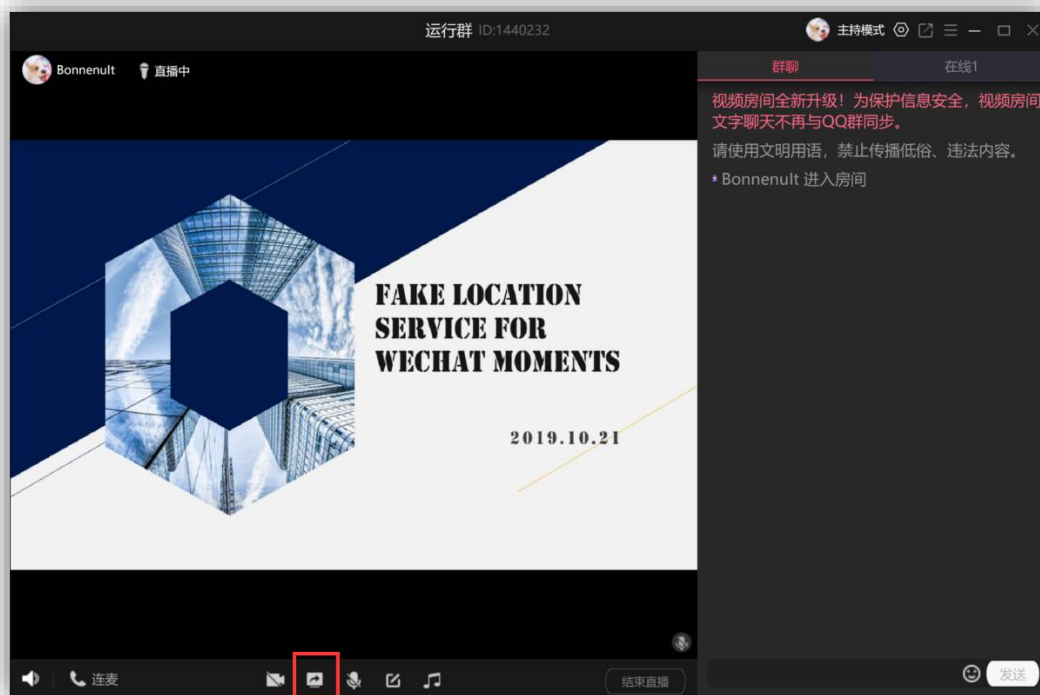 运行群 ID:1440232
主持模式
Bonnenult 直播中
FAKE LOCATION
SERVICE FOR
WECHAT MOMENTS
2019.10.21
连麦
结束直播
群聊 在线1
视频房间全新升级！为保护信息安全，视频房间
文字聊天不再与QQ群同步。
请使用文明用语，禁止传播低俗、违法内容。
Bonnenult 进入房间
发送